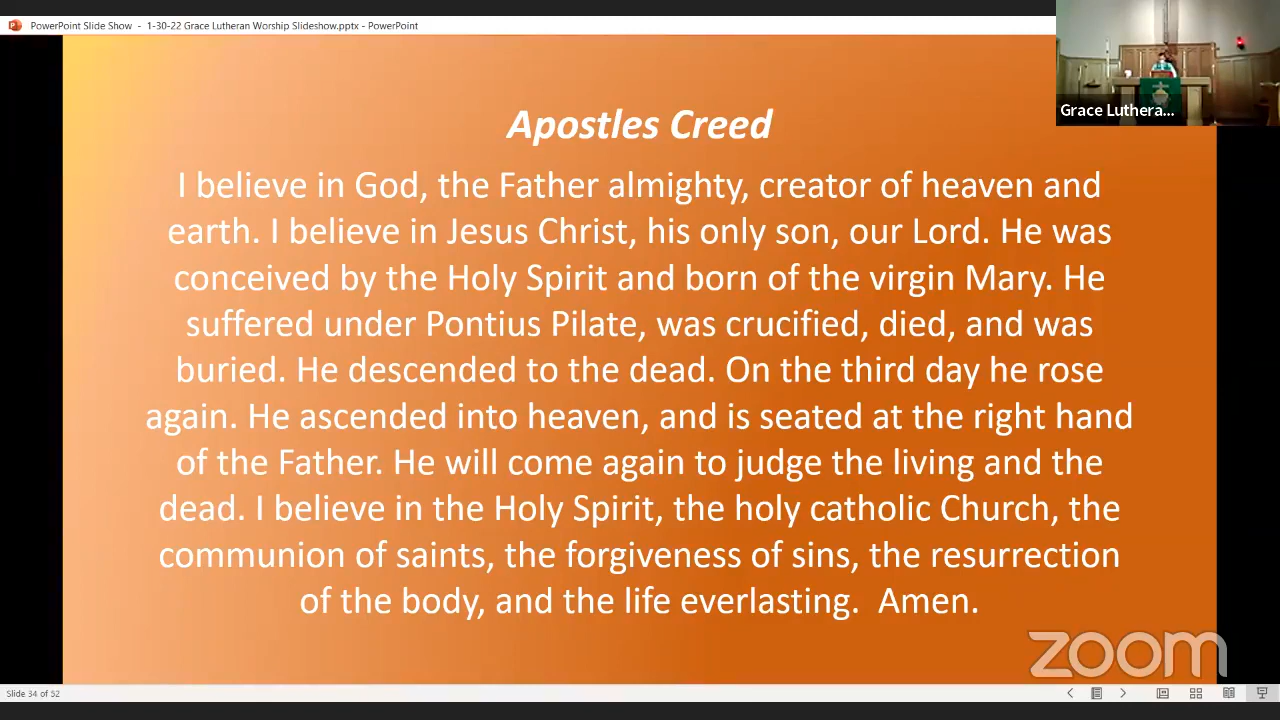 PowerPoint Slide Show - 1-30-22 Grace Lutheran Worship Slideshow.pptx - PowerPoint
Grace Luthera...
Apostles Creed
I believe in God, the Father almighty, creator of heaven and
earth. I believe in Jesus Christ, his only son, our Lord. He was
conceived by the Holy Spirit and born of the virgin Mary. He
suffered under Pontius Pilate, was crucified, died, and was
buried. He descended to the dead. On the third day he rose
again. He ascended into heaven, and is seated at the right hand
of the Father. He will come again to judge the living and the
dead. I believe in the Holy Spirit, the holy catholic Church, the
communion of saints, the forgiveness of sins, the resurrection
of the body, and the life everlasting.  Amen.
zoom
Slide 34 of 52